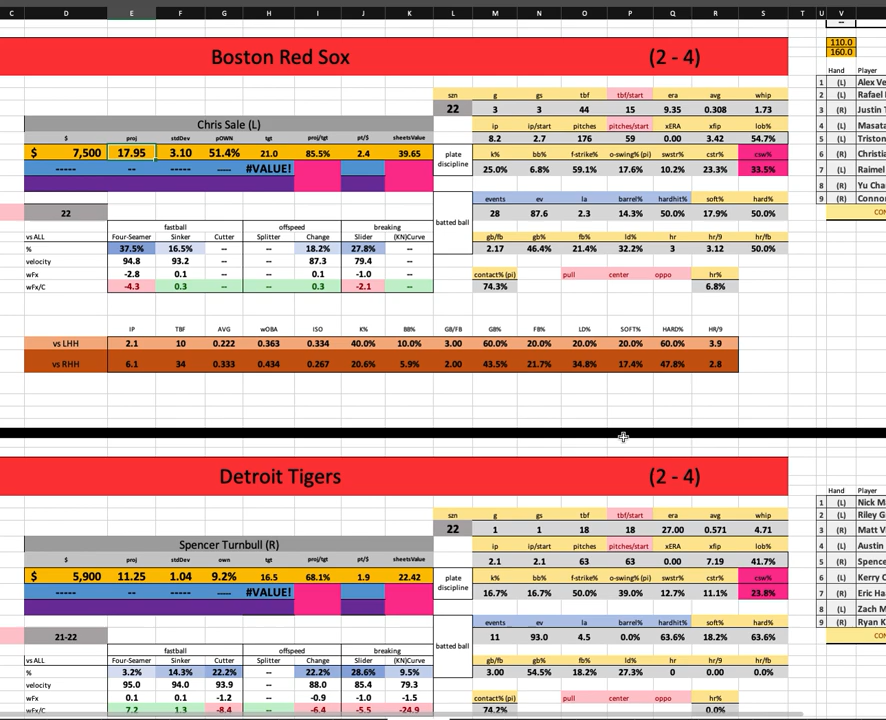 C D E F G H I J K L M N O P Q R S T U V W
Boston Red Sox (2 - 4)
110.0
160.0
Hand Player
szn g gs tbf tbf/start era avg whip
22 3 3 44 15 9.35 0.308 1.73
Chris Sale (L)
ip ip/start pitches pitches/start xERA xfip lob%
8.2 2.7 176 59 0.00 3.42 54.7%
$ proj stdDev pOWN tgt proj/tgt pt/$ sheetsValue
$ 7,500 17.95 3.10 51.4% 21.0 85.5% 2.4 39.65
plate discipline
k% bb% f-strike% o-swing% (pi) swstr% cstr% csw%
25.0% 6.8% 59.1% 17.6% 10.2% 23.3% 33.5%
----- -- ----- ---- #VALUE! ----- -- -----
1 (L) Alex Ve
2 (L) Rafael
3 (R) Justin T
4 (L) Masata
5 (L) Triston
6 (R) Christia
7 (L) Raimel
8 (R) Yu Cha
9 (L) Connor
CON
22
batted ball
events ev la barrel% hardhit% soft% hard%
28 87.6 2.3 14.3% 50.0% 17.9% 50.0%
fastball offspeed breaking
vs ALL Four-Seamer Sinker Cutter Splitter Change Slider (KN)Curve
gb/fb gb% fb% ld% hr hr/9 hr/fb
% 37.5% 16.5% -- -- 18.2% 27.8% --
2.17 46.4% 21.4% 32.2% 3 3.12 50.0%
velocity 94.8 93.2 -- -- 87.3 79.4 --
wFx -2.8 0.1 -- -- 0.1 -1.0 --
contact% (pi) pull center oppo hr%
wFx/C -4.3 0.3 -- -- 0.3 -2.1 --
74.3% 6.8%
IP TBF AVG wOBA ISO K% BB% GB/FB GB% FB% LD% SOFT% HARD% HR/9
vs LHH 2.1 10 0.222 0.363 0.334 40.0% 10.0% 3.00 60.0% 20.0% 20.0% 20.0% 60.0% 3.9
vs RHH 6.1 34 0.333 0.434 0.267 20.6% 5.9% 2.00 43.5% 21.7% 34.8% 17.4% 47.8% 2.8
Detroit Tigers (2 - 4)
Hand Player
szn g gs tbf tbf/start era avg whip
22 1 1 18 18 27.00 0.571 4.71
Spencer Turnbull (R)
ip ip/start pitches pitches/start xERA xfip lob%
2.1 2.1 63 63 0.00 7.19 41.7%
$ proj stdDev own tgt proj/tgt pt/$ sheetsValue
$ 5,900 11.25 1.04 9.2% 16.5 68.1% 1.9 22.42
plate discipline
k% bb% f-strike% o-swing% (pi) swstr% cstr% csw%
16.7% 16.7% 50.0% 39.0% 12.7% 11.1% 23.8%
----- -- ----- ---- #VALUE! ----- -- -----
1 (L) Nick M
2 (L) Riley G
3 (R) Matt V
4 (L) Austin
5 (R) Spence
6 (L) Kerry C
7 (R) Eric Ha
8 (L) Zach M
9 (R) Ryan K
CON
21-22
batted ball
events ev la barrel% hardhit% soft% hard%
11 93.0 4.5 0.0% 63.6% 18.2% 63.6%
fastball offspeed breaking
vs ALL Four-Seamer Sinker Cutter Splitter Change Slider (KN)Curve
gb/fb gb% fb% ld% hr hr/9 hr/fb
% 3.2% 14.3% 22.2% -- 22.2% 28.6% 9.5%
3.00 54.5% 18.2% 27.3% 0 0.00 0.0%
velocity 95.0 94.0 93.9 -- 88.0 85.4 79.3
wFx 0.1 0.1 -1.2 -- -0.9 -1.0 -1.5
contact% (pi) pull center oppo hr%
wFx/C 7.2 1.3 -8.4 -- -6.4 -5.5 -24.9
74.2% 0.0%